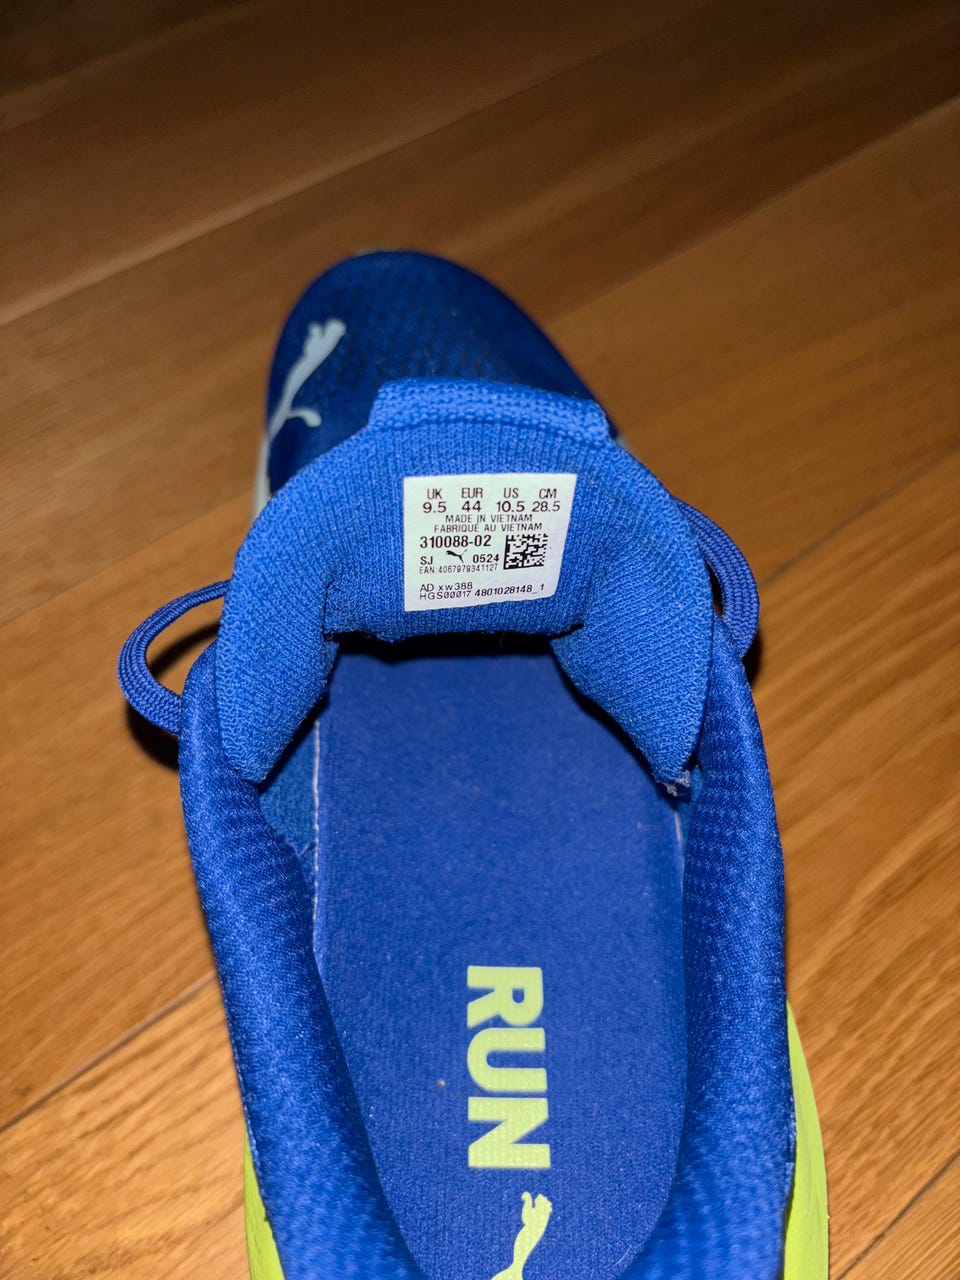 UK EUR US CM
9.5 44 10.5 28.5
MADE IN VIETNAM
FABRIQUÉ AU VIETNAM
310088-02
SJ 0524
EAN: 4067979341127
AD xw388
HGS00017 4801028148_1
RUN